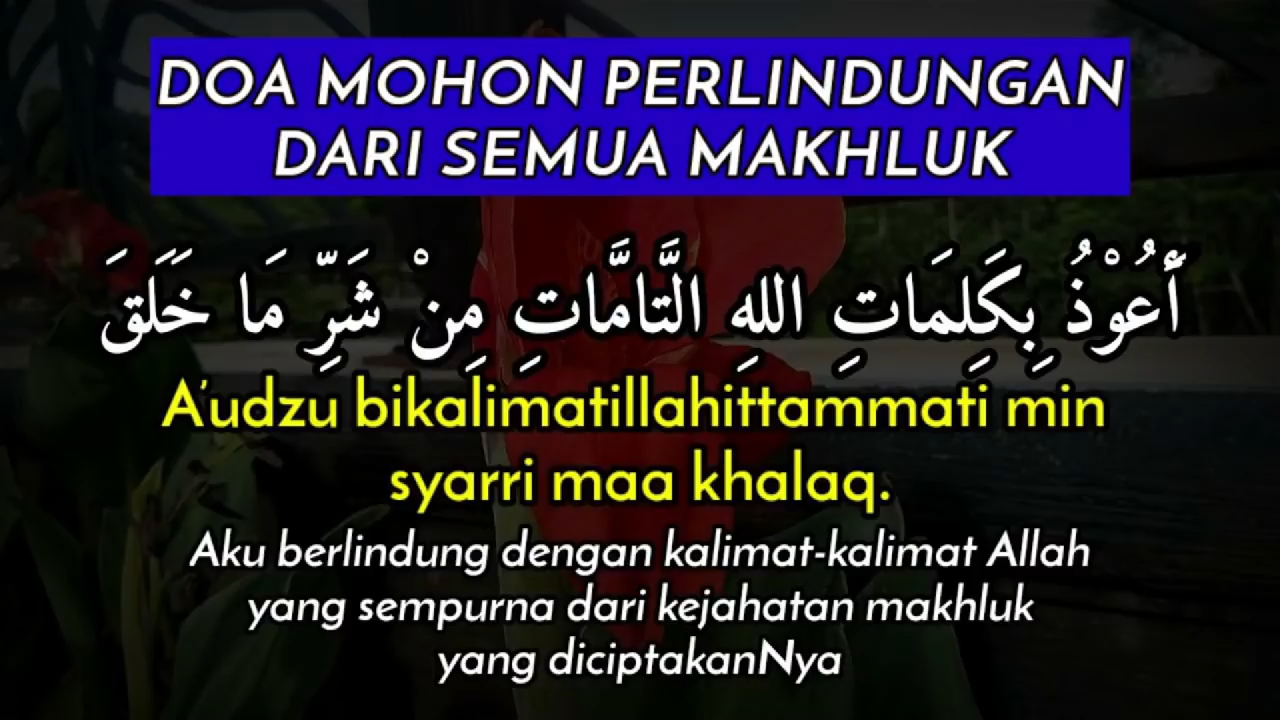 DOA MOHON PERLINDUNGAN
DARI SEMUA MAKHLUK
أَعُوْذُ بِكَلِمَاتِ اللهِ التَّامَّاتِ مِنْ شَرِّ مَا خَلَقَ
A'udzu bikalimatillahittammati min
syarri maa khalaq.
Aku berlindung dengan kalimat-kalimat Allah
yang sempurna dari kejahatan makhluk
yang diciptakanNya